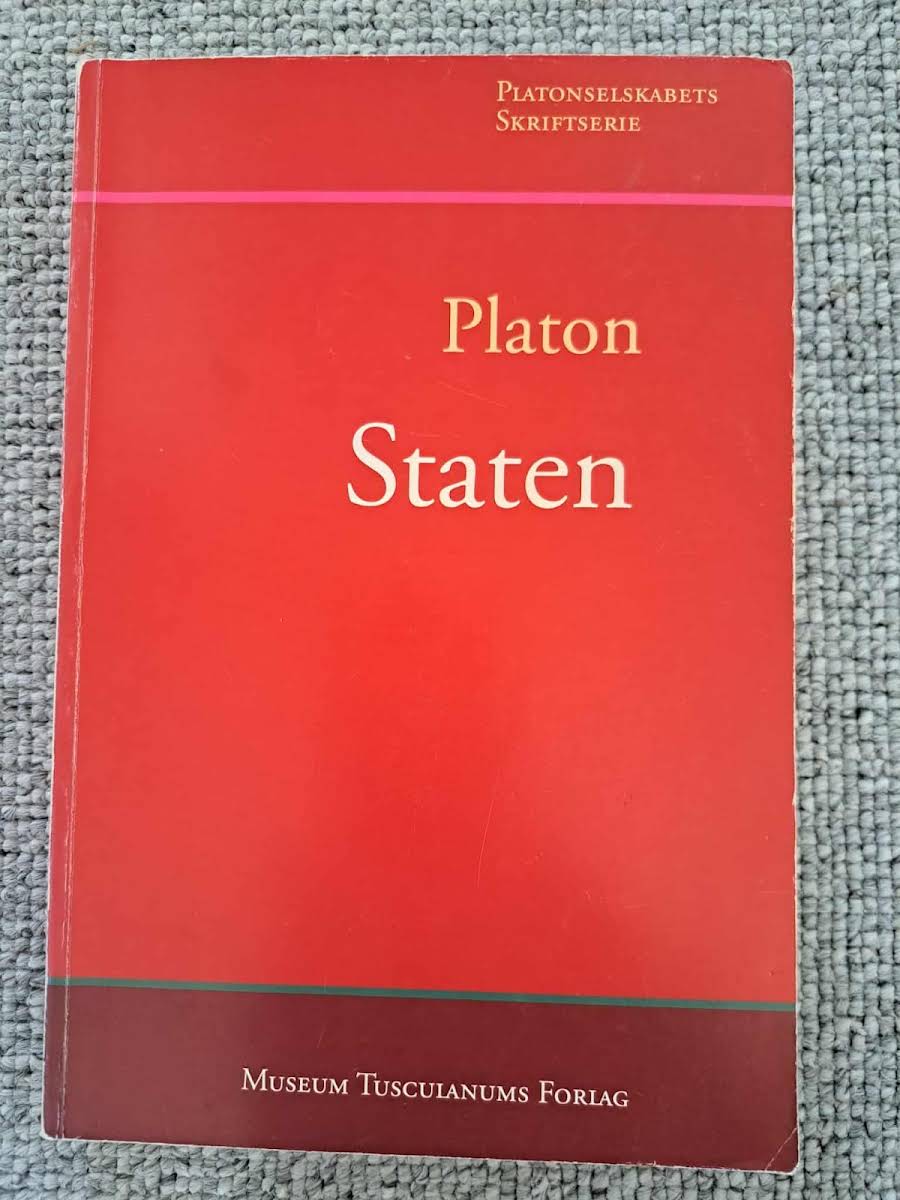 Platonselskabets
Skriftserie
Platon
Staten
Museum Tusculanums Forlag